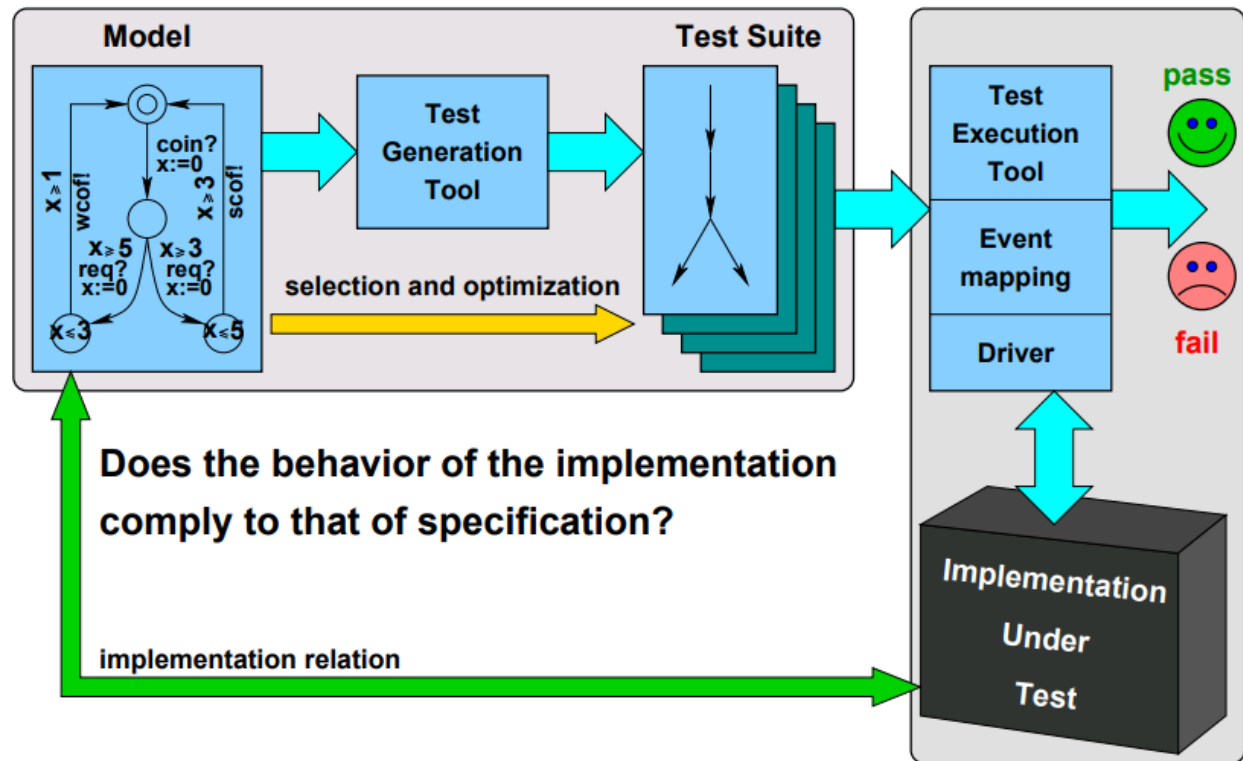 Model
coin?
x:=0
x⩾1
wcof!
x⩾3
scof!
x⩾5
req?
x:=0
x⩾3
req?
x:=0
x⩽3
x⩽5
Test
Generation
Tool
selection and optimization
Test Suite
Test
Execution
Tool
Event
mapping
Driver
pass
fail
Does the behavior of the implementation
comply to that of specification?
implementation relation
Implementation
Under
Test